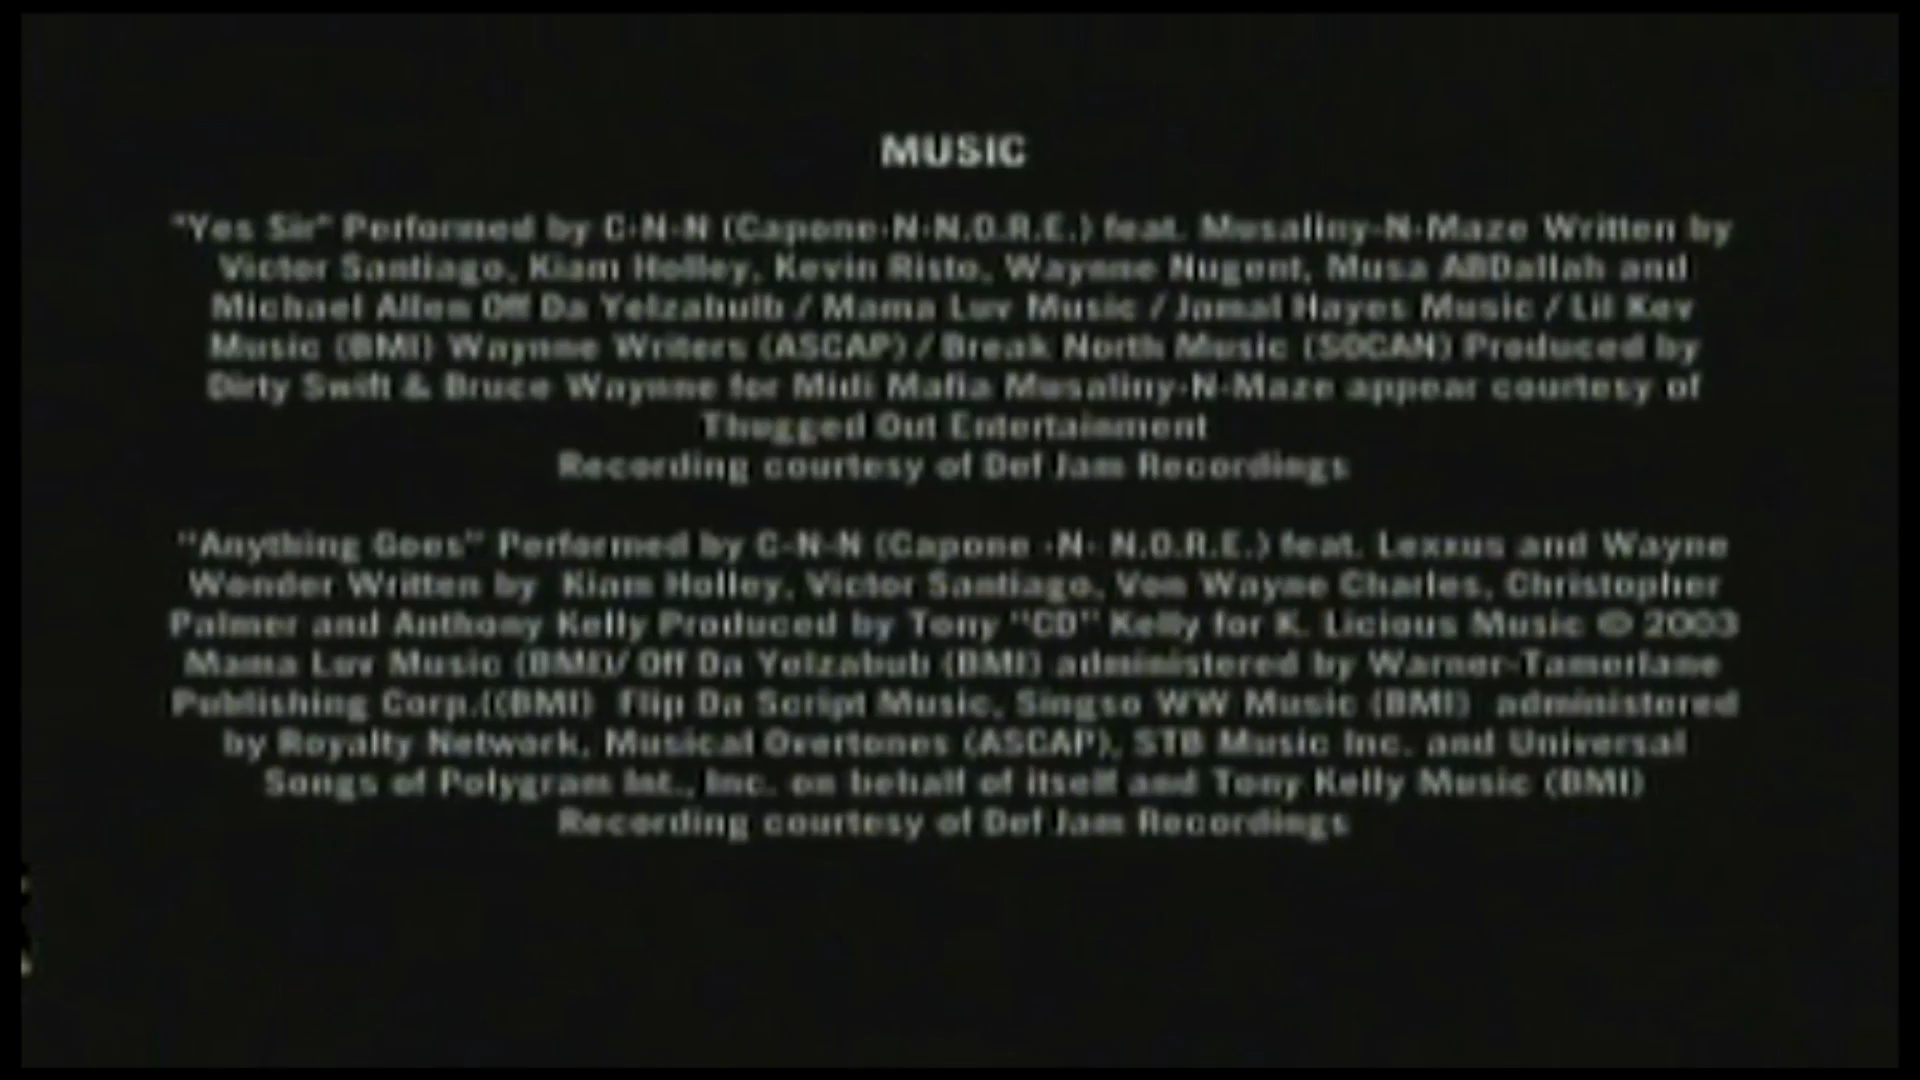 MUSIC
"Yes Sir" Performed by C-N-N (Capone-N-N.O.R.E.) feat. Musaliny-N-Maze Written by
Victor Santiago, Kiam Holley, Kevin Risto, Waynne Nugent, Musa ABDallah and
Michael Allen Off Da Yelzabulb / Mama Luv Music / Jamal Hayes Music / Lil Kev
Music (BMI) Waynne Writers (ASCAP) / Break North Music (SOCAN) Produced by
Dirty Swift & Bruce Waynne for Midi Mafia Musaliny-N-Maze appear courtesy of
Thugged Out Entertainment
Recording courtesy of Def Jam Recordings
"Anything Goes" Performed by C-N-N (Capone -N- N.O.R.E.) feat. Lexxus and Wayne
Wonder Written by Kiam Holley, Victor Santiago, Von Wayne Charles, Christopher
Palmer and Anthony Kelly Produced by Tony "CD" Kelly for K. Licious Music © 2003
Mama Luv Music (BMI)/ Off Da Yelzabub (BMI) administered by Warner-Tamerlane
Publishing Corp.((BMI) Flip Da Script Music, Singso WW Music (BMI) administered
by Royalty Network, Musical Overtones (ASCAP), STB Music Inc. and Universal
Songs of Polygram Int., Inc. on behalf of itself and Tony Kelly Music (BMI)
Recording courtesy of Def Jam Recordings